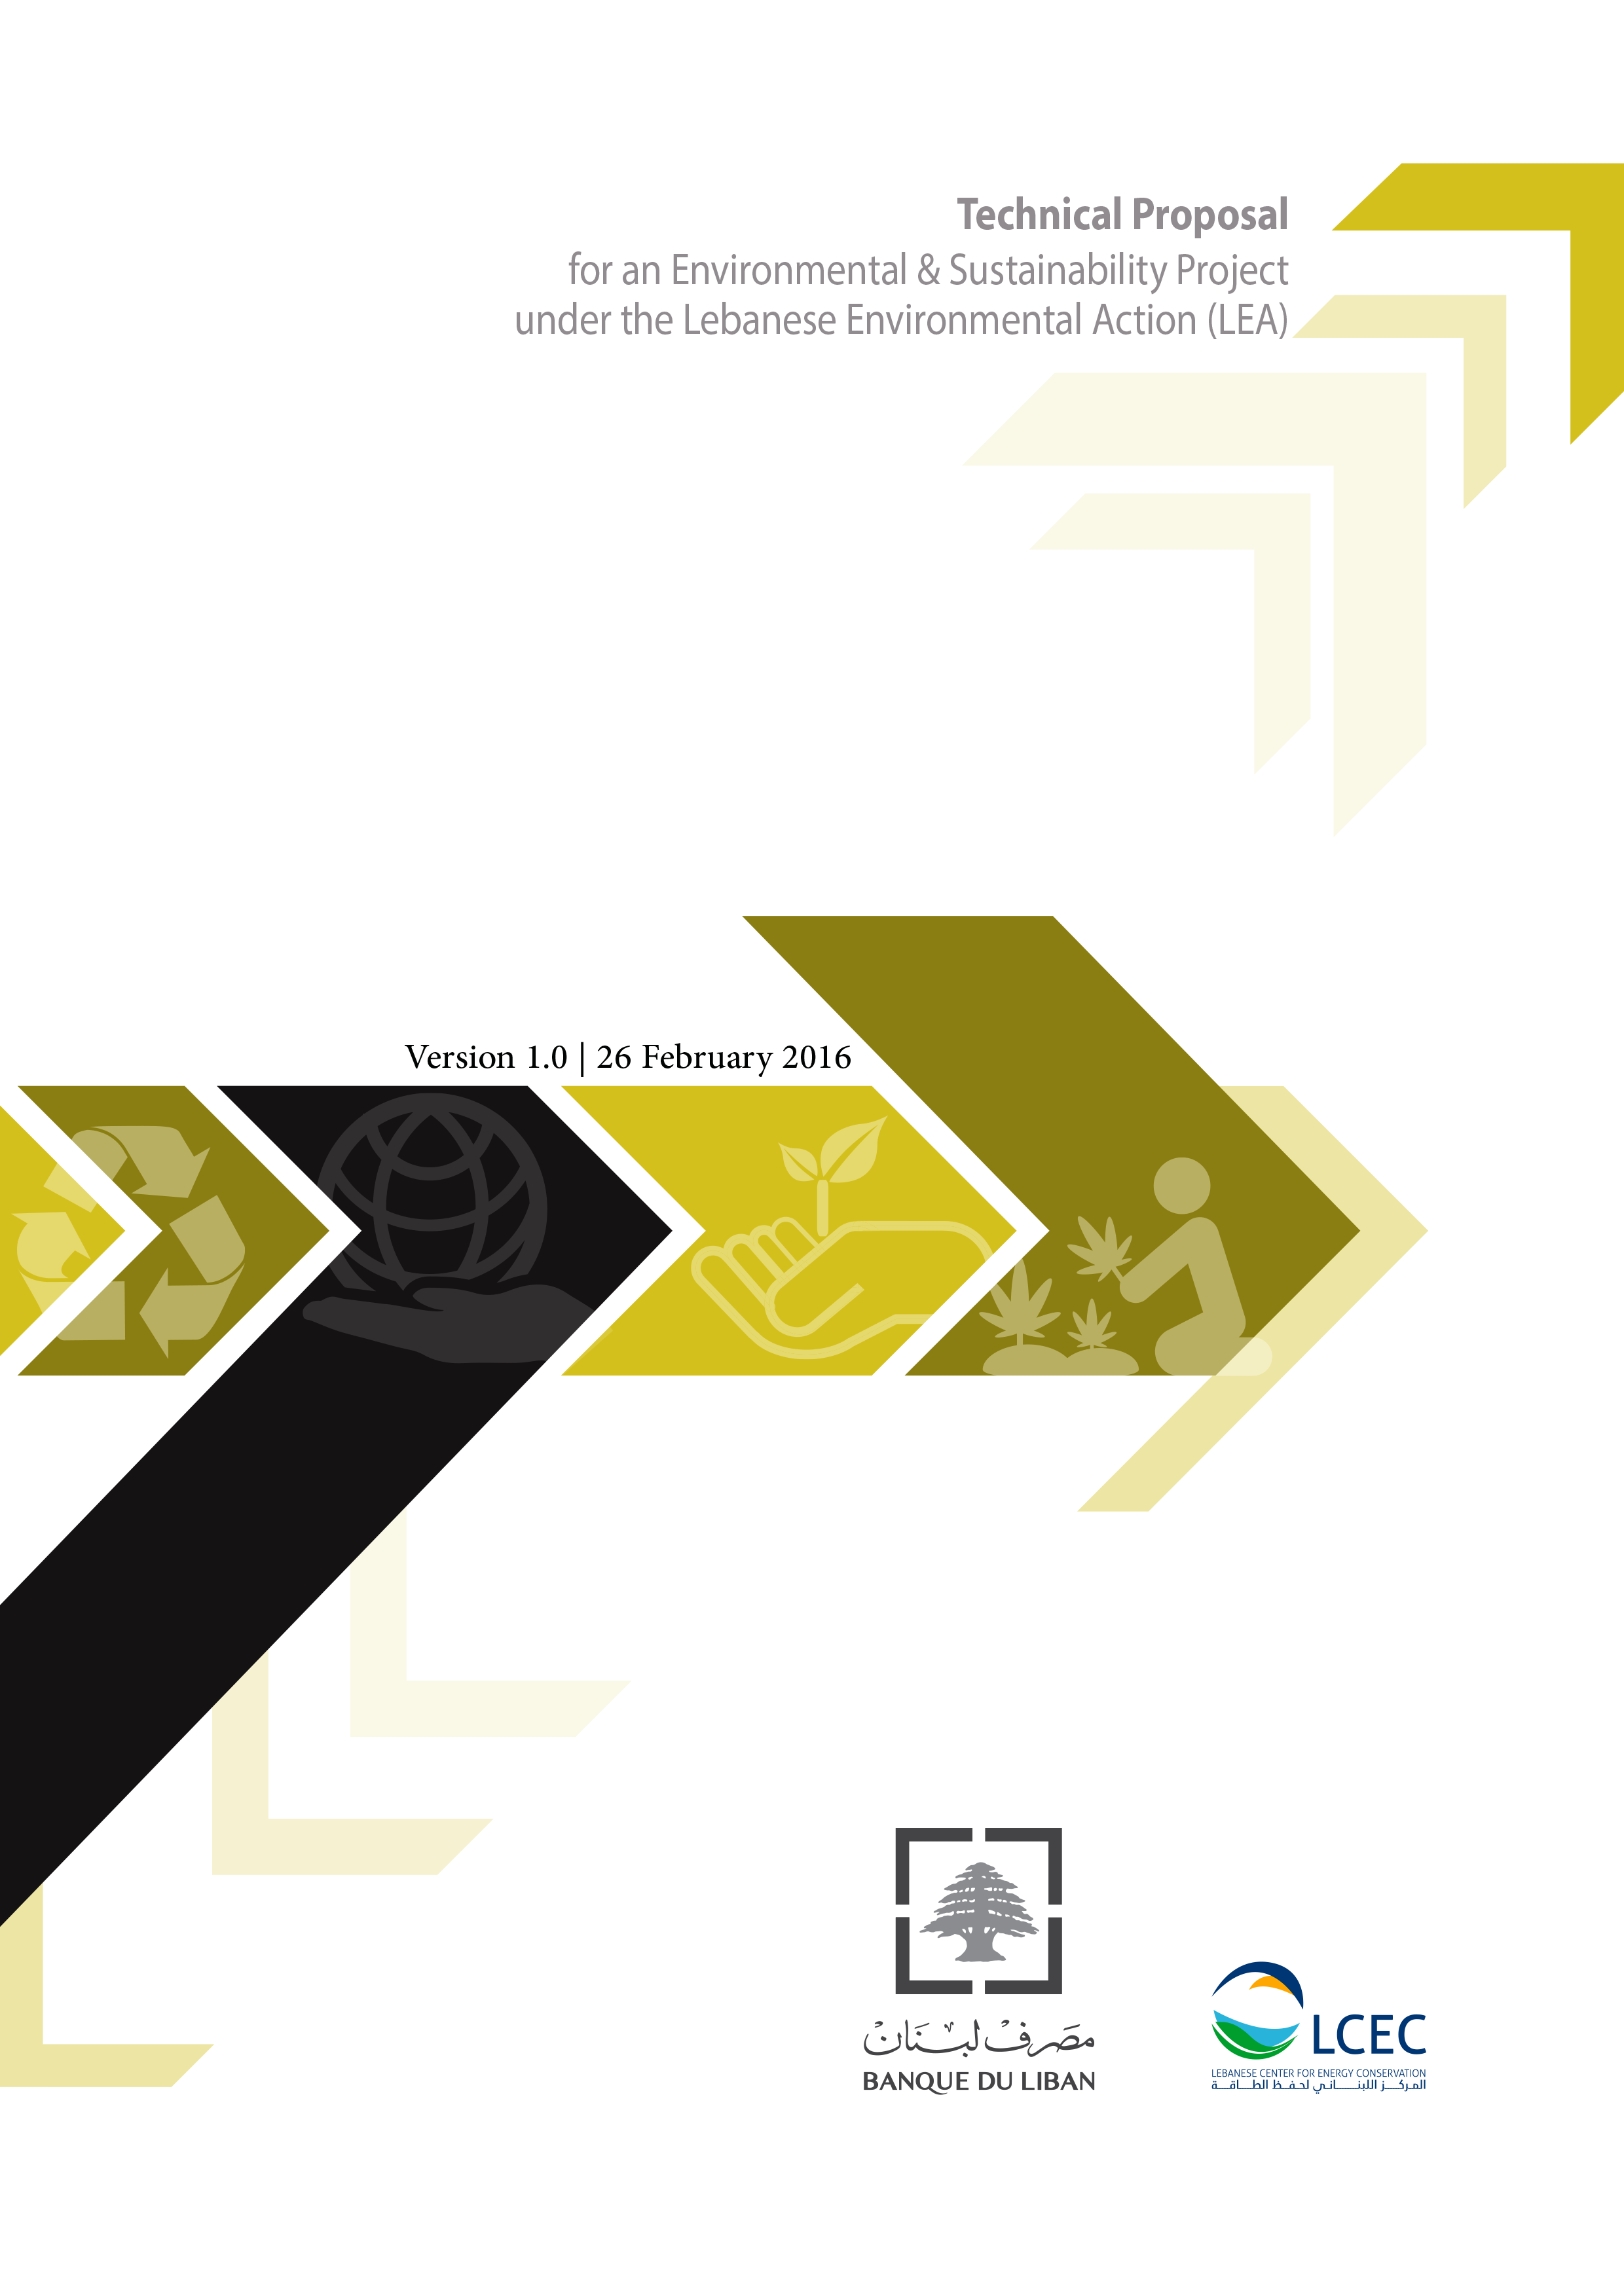 Technical Proposal
for an Environmental & Sustainability Project
under the Lebanese Environmental Action (LEA)
Version 1.0 | 26 February 2016
مصرف لبنان
BANQUE DU LIBAN
LCEC
LEBANESE CENTER FOR ENERGY CONSERVATION
المركز اللبناني لحفظ الطاقة